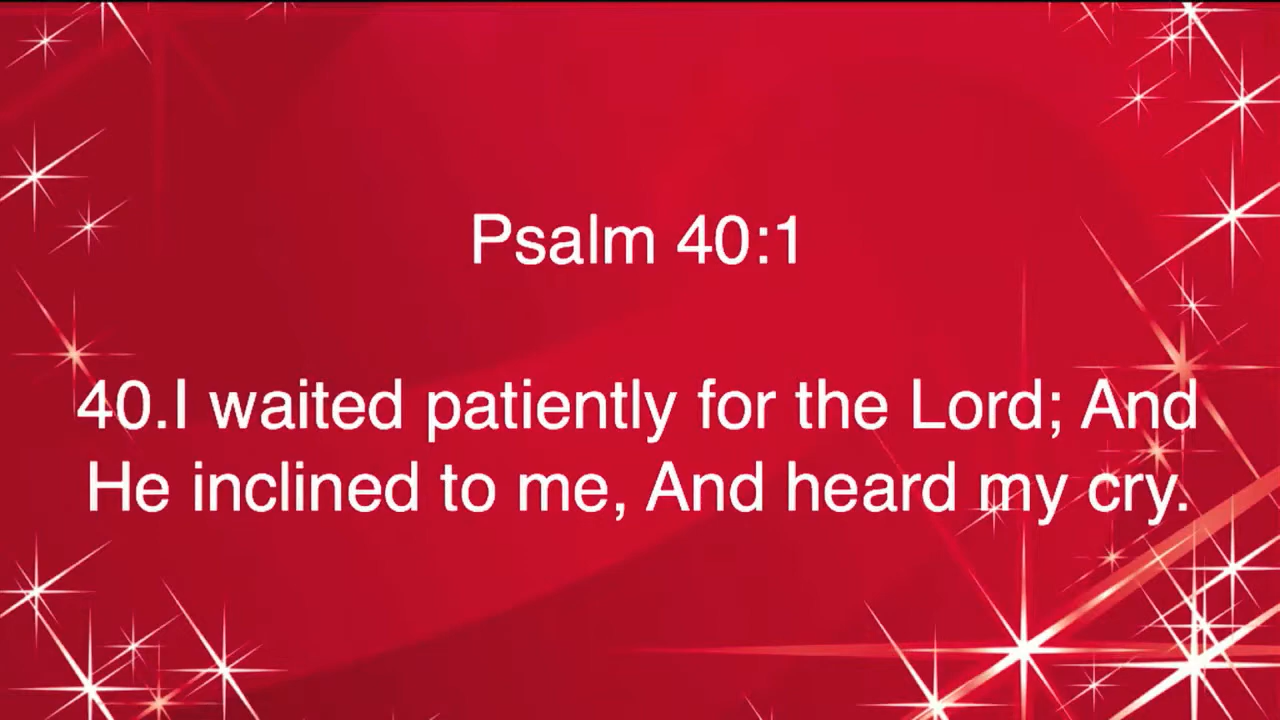 Psalm 40:1
40.I waited patiently for the Lord; And
He inclined to me, And heard my cry.